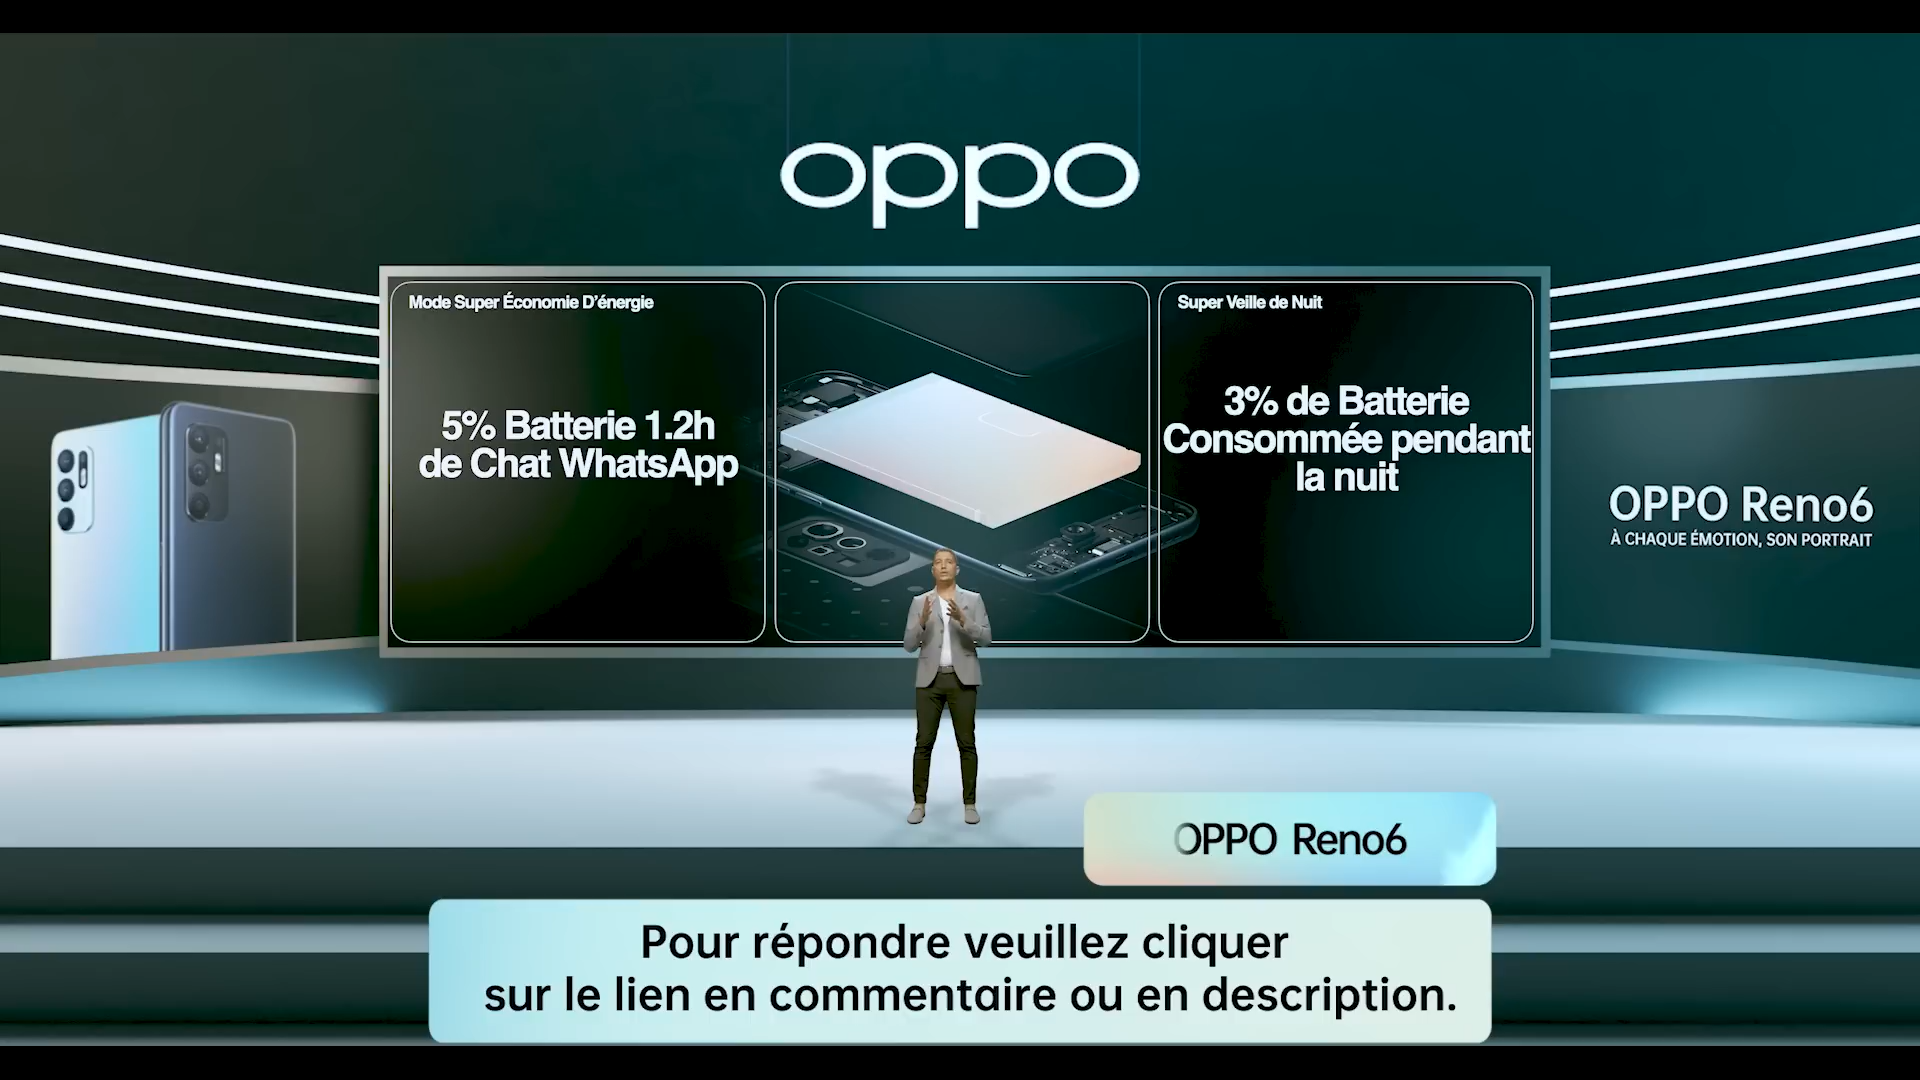 oppo
Mode Super Économie D'énergie
5% Batterie 1.2h
de Chat WhatsApp
Super Veille de Nuit
3% de Batterie
Consommée pendant
la nuit
OPPO Reno6
À CHAQUE ÉMOTION, SON PORTRAIT
OPPO Reno6
Pour répondre veuillez cliquer
sur le lien en commentaire ou en description.